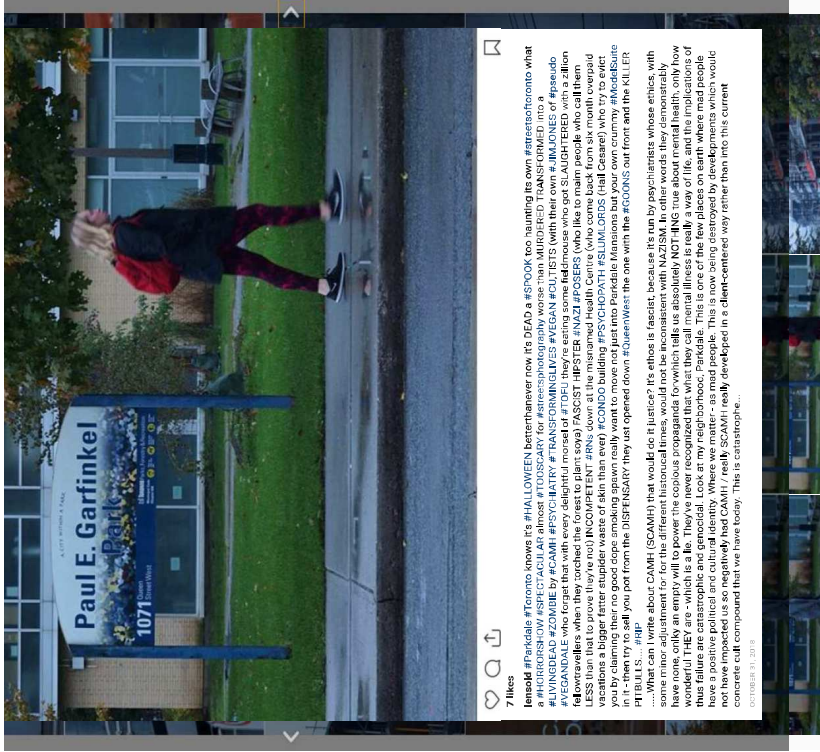 A CITY WITHIN A PARK
Paul E. Garfinkel
Park
1071 Queen
Street West
7 likes
lensold #Parkdale #Toronto knows it's #HALLOWEEN betterthanever now it's DEAD a #SPOOK too haunting its own #streetsoftoronto what
a #HORRORSHOW #SPECTACULAR almost #TOOSCARY for #streetsphotography worse than MURDERED TRANSFORMED into a
#LIVINGDEAD #ZOMBIE by #CAMH #PSYCHIATRY #TRANSFORMINGLIVES #VEGAN #CULTISTS (with their own #JIMJONES of #pseudo
#VEGANDALE who forget that with every delightful morsel of #TOFU they're eating some fieldmouse who got SLAUGHTERED with a zillion
fellowtravellers when they torched the forest to plant soya) FASCIST HIPSTER #NAZI #POSERS (who like to maim people who call them
LESS than that to prove they're not) INCOMPETENT #RNs down at the misnamed Health Centre (who come back from six month overpaid
vacations a bigger fatter stupider waste of skin than ever) #CONDO building #PSYCHOPATH #SLUMLORDS (Hail Cesare!) who try to evict
you by claiming their no good dope smoking spawn really want to move not just into Parkdale Mansions but your own crummy #ModelSuite
in it - then try to sell you pot from the DISPENSARY they ust opened down #QueenWest the one with the #GOONS out front and the KILLER
PITBULLS.... #RIP
....What can I write about CAMH (SCAMH) that would do it justice? It's ethos is fascist, because it's run by psychiatrists whose ethics, with
some minor adjustment for for the different historucal times, would not be inconsistent with NAZISM. In other words they demonstrably
have none, onlky an empty will to power the copious propaganda forvwhich tells us absolutely NOTHING true about mental health, only how
wonderful THEY are - which is a lie. They've never recognized that what they call mental illness is really a way of life, and the implications of
thus failure are catastrophic and genocidal. Look at my neighborhood, Parkdale. This is one of the few places on earth where mad people
have a positive political and cultural identity. Where we matter - as mad people. This is now being destroyed by developments which would
not have impacted us so negatively had CAMH / really SCAMH really developed in a client-centered way rather than into this current
concrete cult compound that we have today. This is catastrophe...
OCTOBER 31, 2018